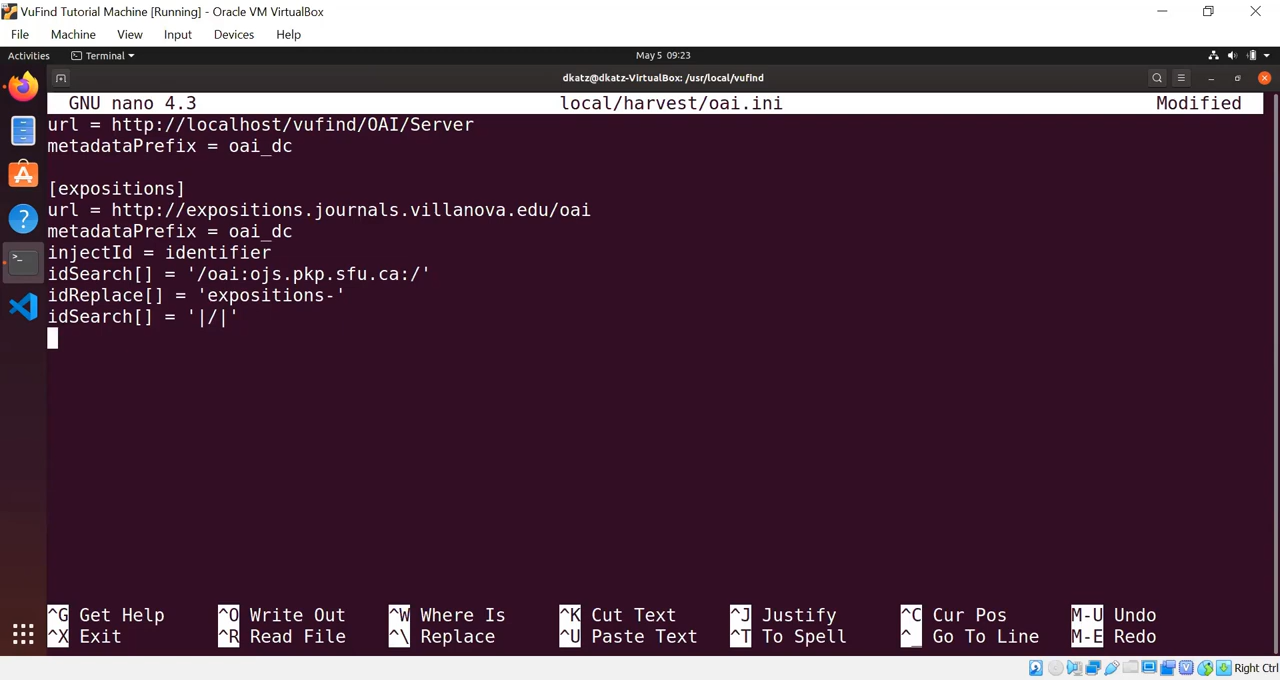 VuFind Tutorial Machine [Running] - Oracle VM VirtualBox
File Machine View Input Devices Help
Activities Terminal May 5 09:23
dkatz@dkatz-VirtualBox: /usr/local/vufind
GNU nano 4.3 local/harvest/oai.ini Modified
url = http://localhost/vufind/OAI/Server
metadataPrefix = oai_dc
[expositions]
url = http://expositions.journals.villanova.edu/oai
metadataPrefix = oai_dc
injectId = identifier
idSearch[] = '/oai:ojs.pkp.sfu.ca:/'
idReplace[] = 'expositions-'
idSearch[] = '|/|'
^G Get Help ^O Write Out ^W Where Is ^K Cut Text ^J Justify ^C Cur Pos M-U Undo
^X Exit ^R Read File ^\ Replace ^U Paste Text ^T To Spell ^_ Go To Line M-E Redo
Right Ctrl